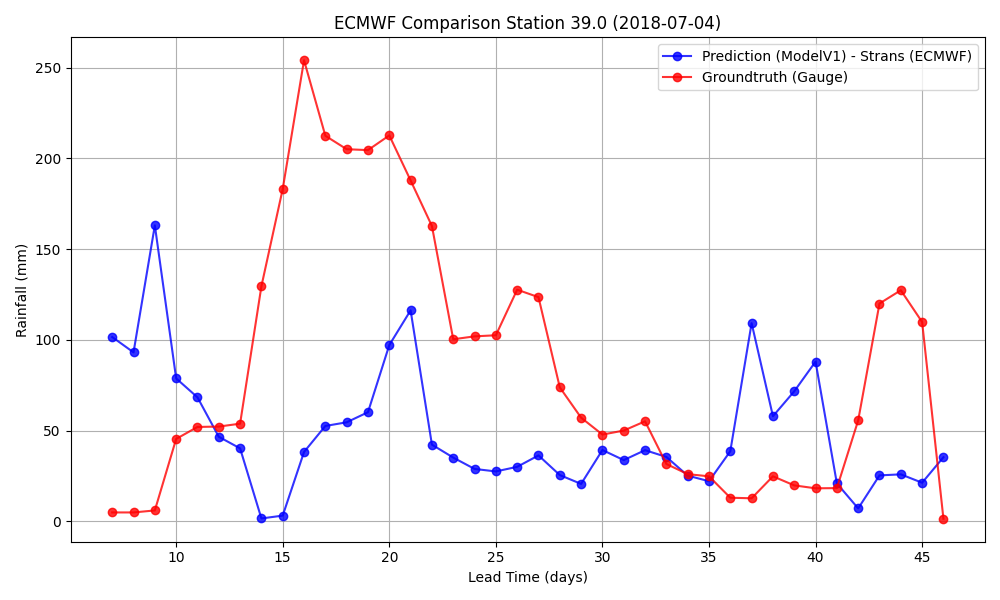 ECMWF Comparison Station 39.0 (2018-07-04)
Prediction (ModelV1) - Strans (ECMWF)
Groundtruth (Gauge)
Rainfall (mm)
250
200
150
100
50
0
10 15 20 25 30 35 40 45
Lead Time (days)